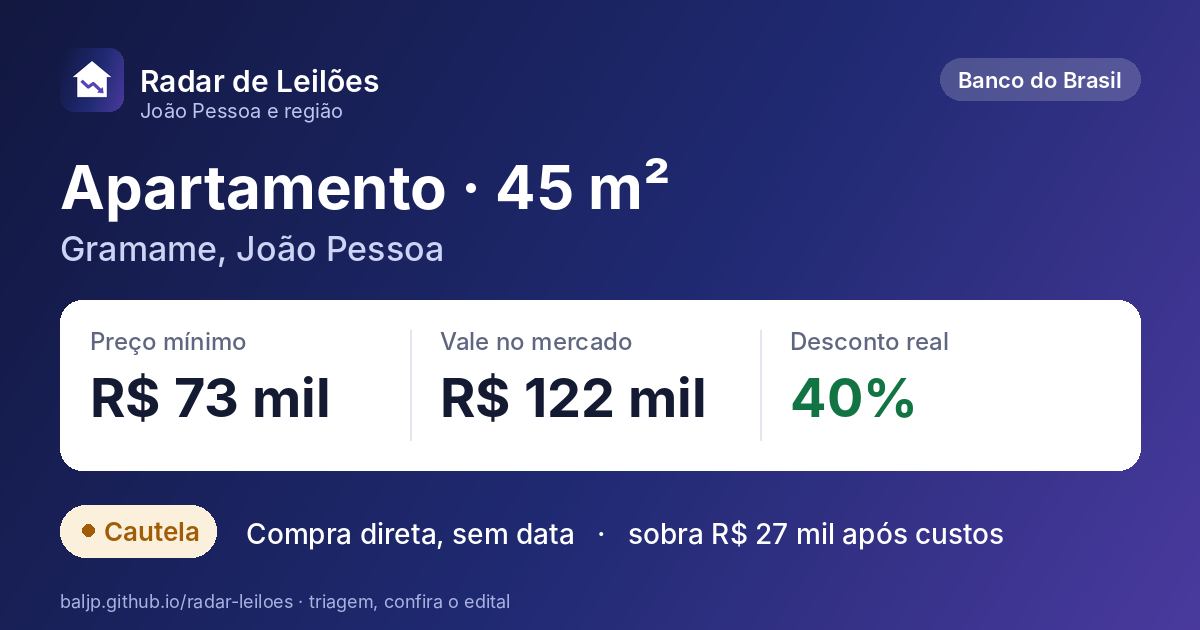 Radar de Leilões
João Pessoa e região
Banco do Brasil
Apartamento · 45 m²
Gramame, João Pessoa
Preço mínimo
R$ 73 mil
Vale no mercado
R$ 122 mil
Desconto real
40%
Cautela
Compra direta, sem data · sobra R$ 27 mil após custos
baljp.github.io/radar-leiloes · triagem, confira o edital